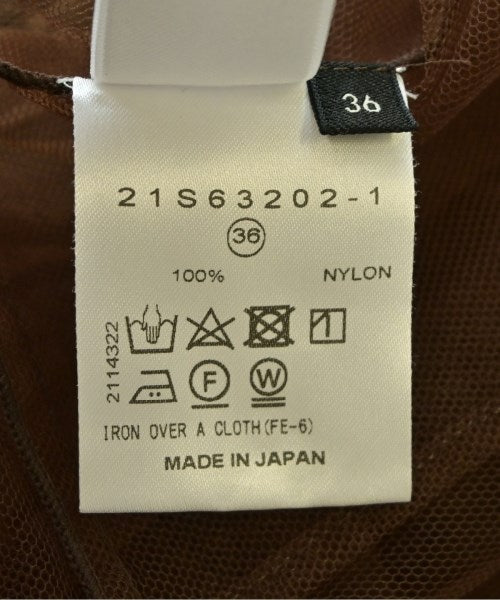 36
21S63202-1
36
100% NYLON
2114322
F W
IRON OVER A CLOTH(FE-6)
MADE IN JAPAN